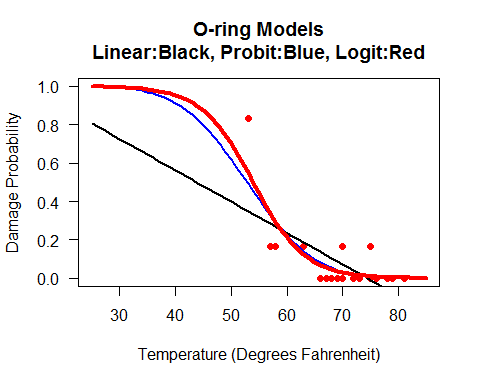 O-ring Models
Linear:Black, Probit:Blue, Logit:Red
Damage Probability
1.0
0.8
0.6
0.4
0.2
0.0
30 40 50 60 70 80
Temperature (Degrees Fahrenheit)